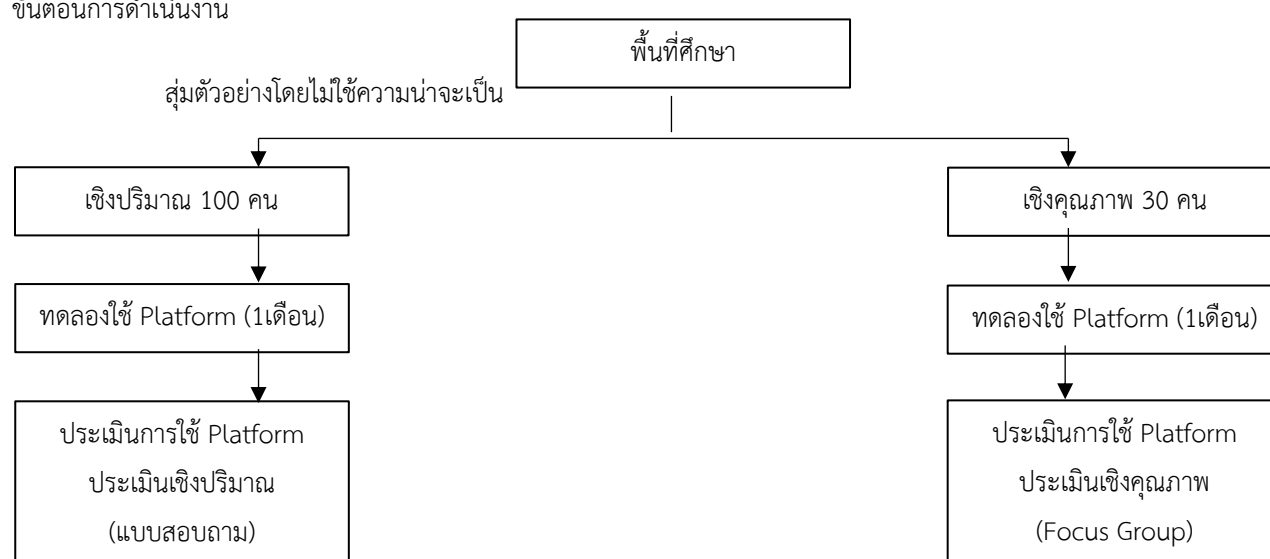 ขั้นตอนการดำเนินงาน
พื้นที่ศึกษา
สุ่มตัวอย่างโดยไม่ใช้ความน่าจะเป็น
เชิงปริมาณ 100 คน
เชิงคุณภาพ 30 คน
ทดลองใช้ Platform (1เดือน)
ทดลองใช้ Platform (1เดือน)
ประเมินการใช้ Platform
ประเมินเชิงปริมาณ
(แบบสอบถาม)
ประเมินการใช้ Platform
ประเมินเชิงคุณภาพ
(Focus Group)